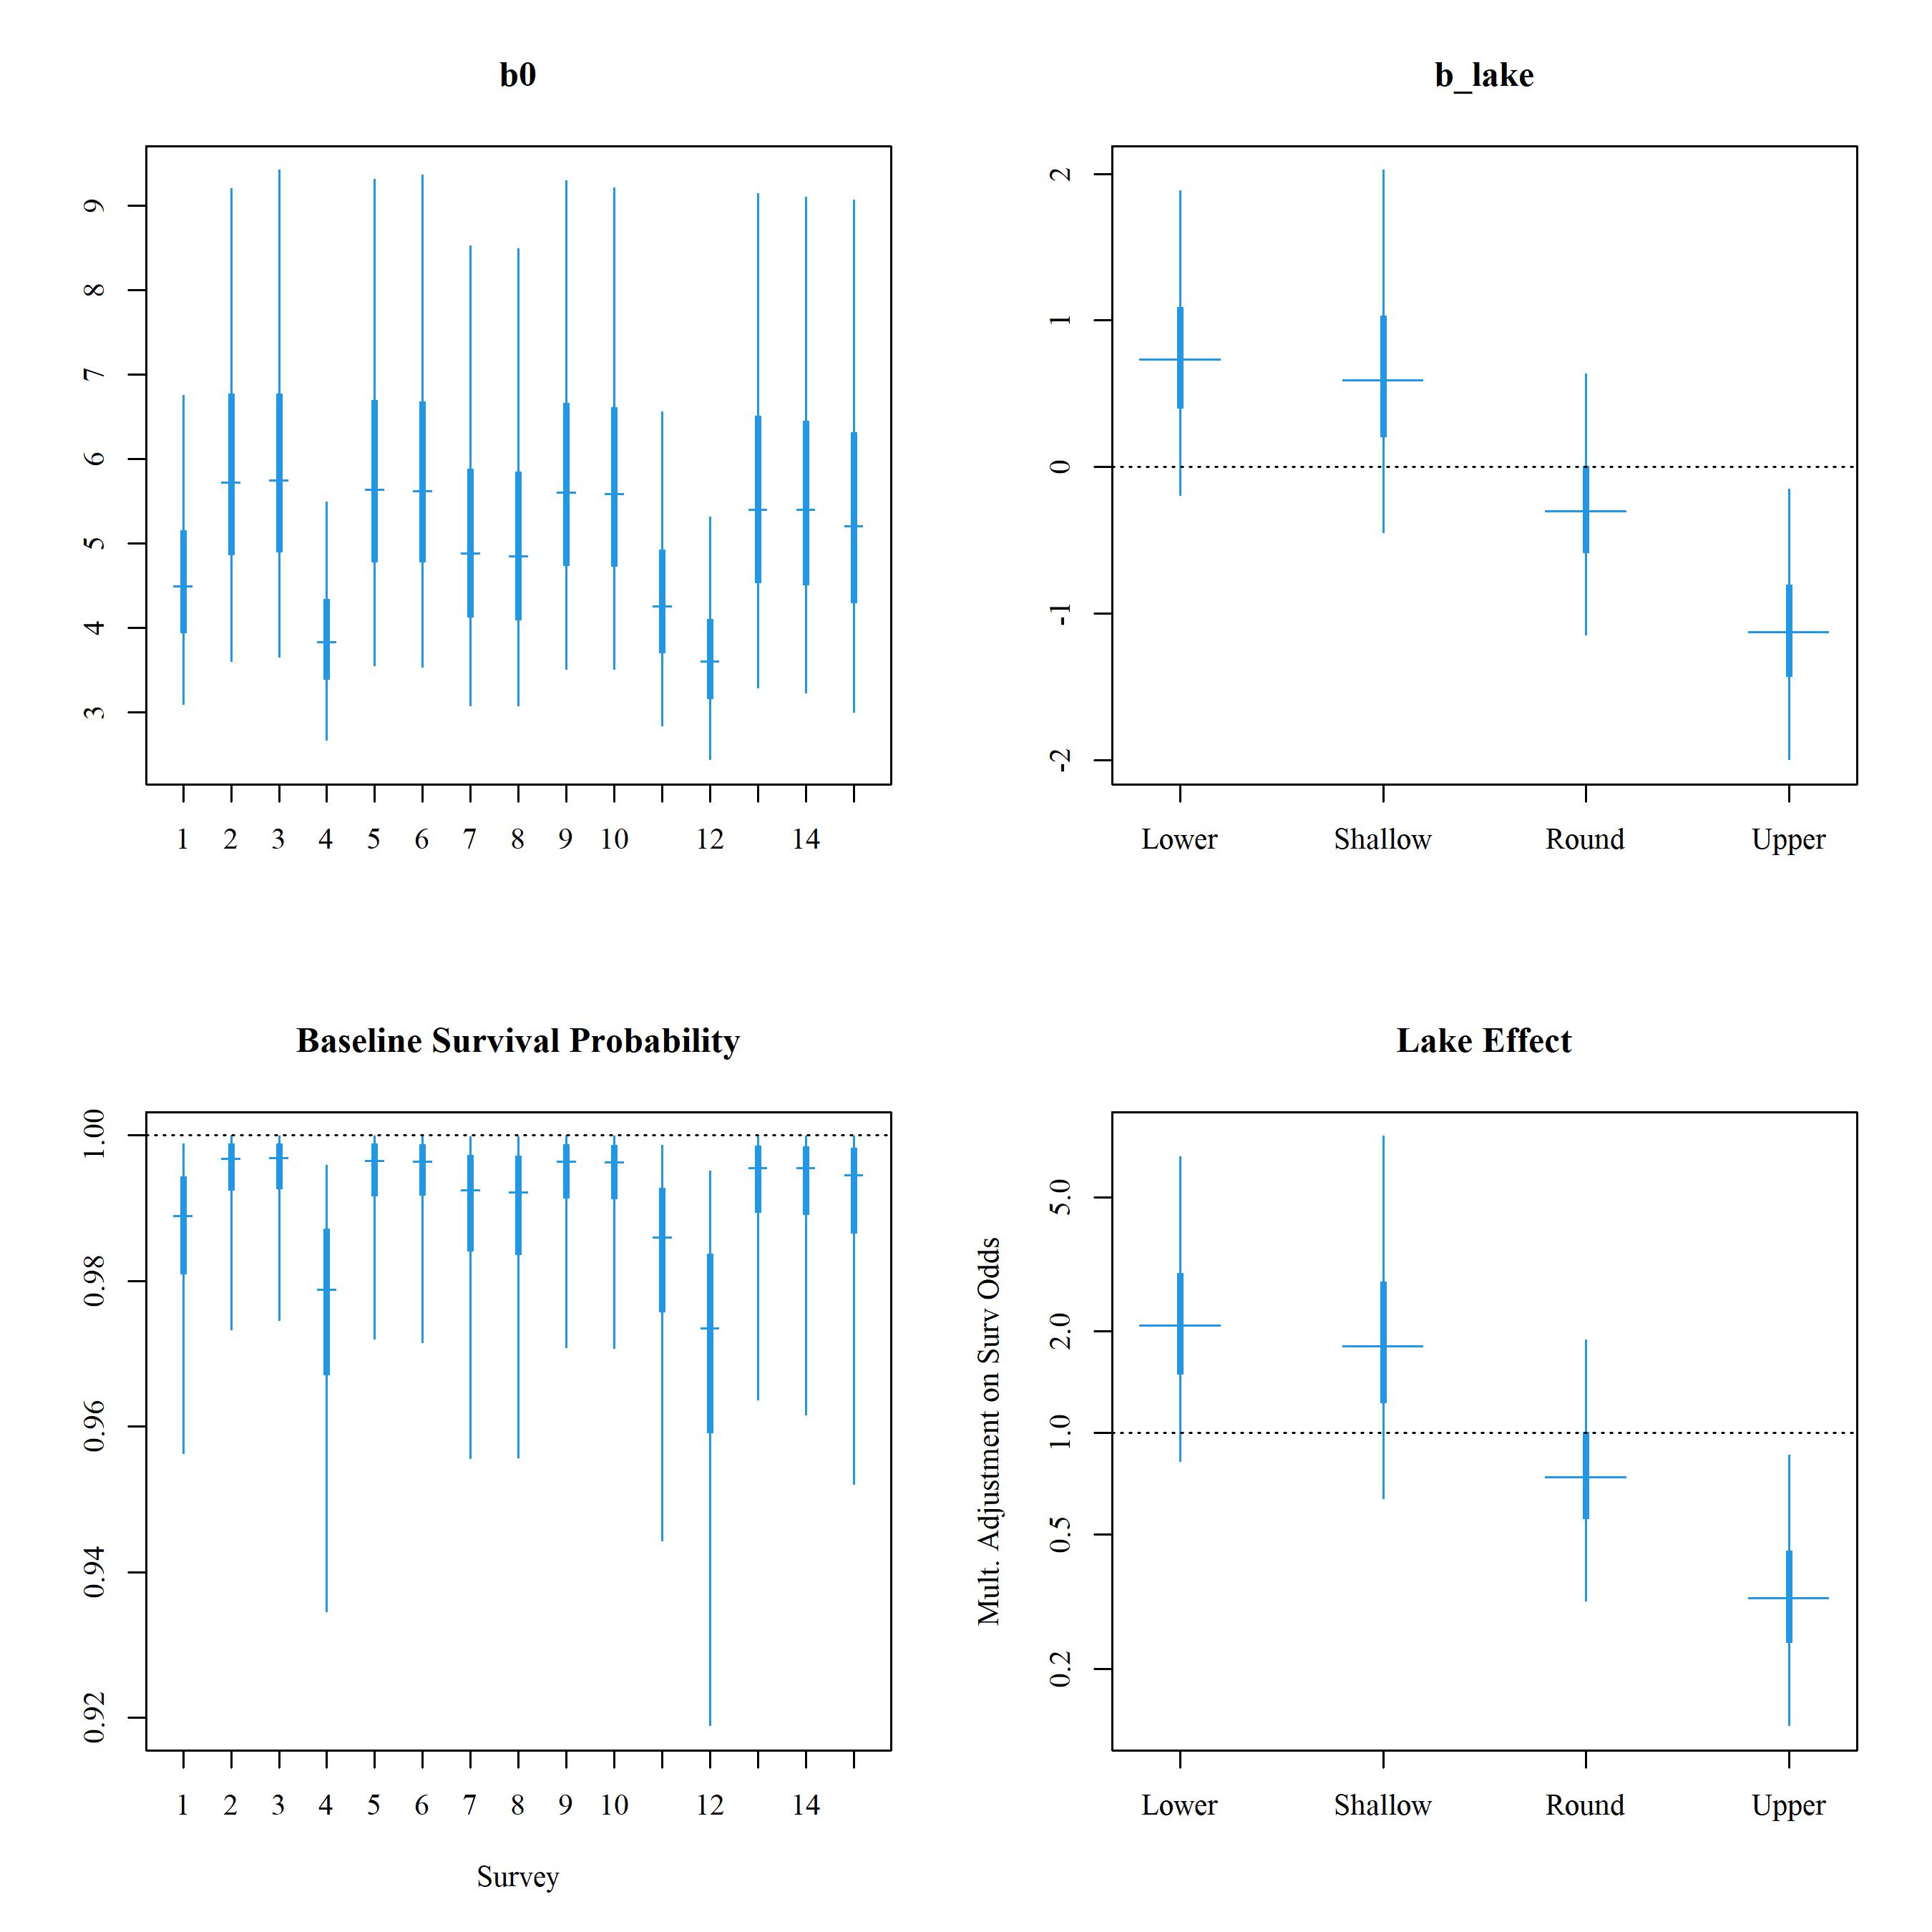 b0
9
8
7
6
5
4
3
1 2 3 4 5 6 7 8 9 10 12 14
b_lake
2
1
0
-1
-2
Lower Shallow Round Upper
Baseline Survival Probability
1.00
0.98
0.96
0.94
0.92
1 2 3 4 5 6 7 8 9 10 12 14
Survey
Lake Effect
Mult. Adjustment on Surv Odds
5.0
2.0
1.0
0.5
0.2
Lower Shallow Round Upper